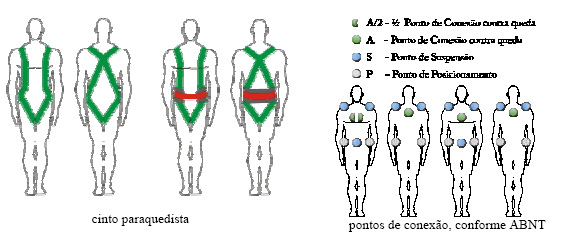 A/2 - ½ Ponto de Conexão contra queda
A - Ponto de Conexão contra queda
S - Ponto de Suspensão
P - Ponto de Posicionamento
cinto paraquedista
pontos de conexão, conforme ABNT